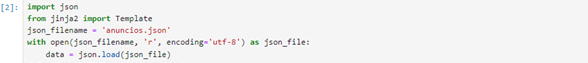 [2]: import json
from jinja2 import Template
json_filename = 'anuncios.json'
with open(json_filename, 'r', encoding='utf-8') as json_file:
    data = json.load(json_file)